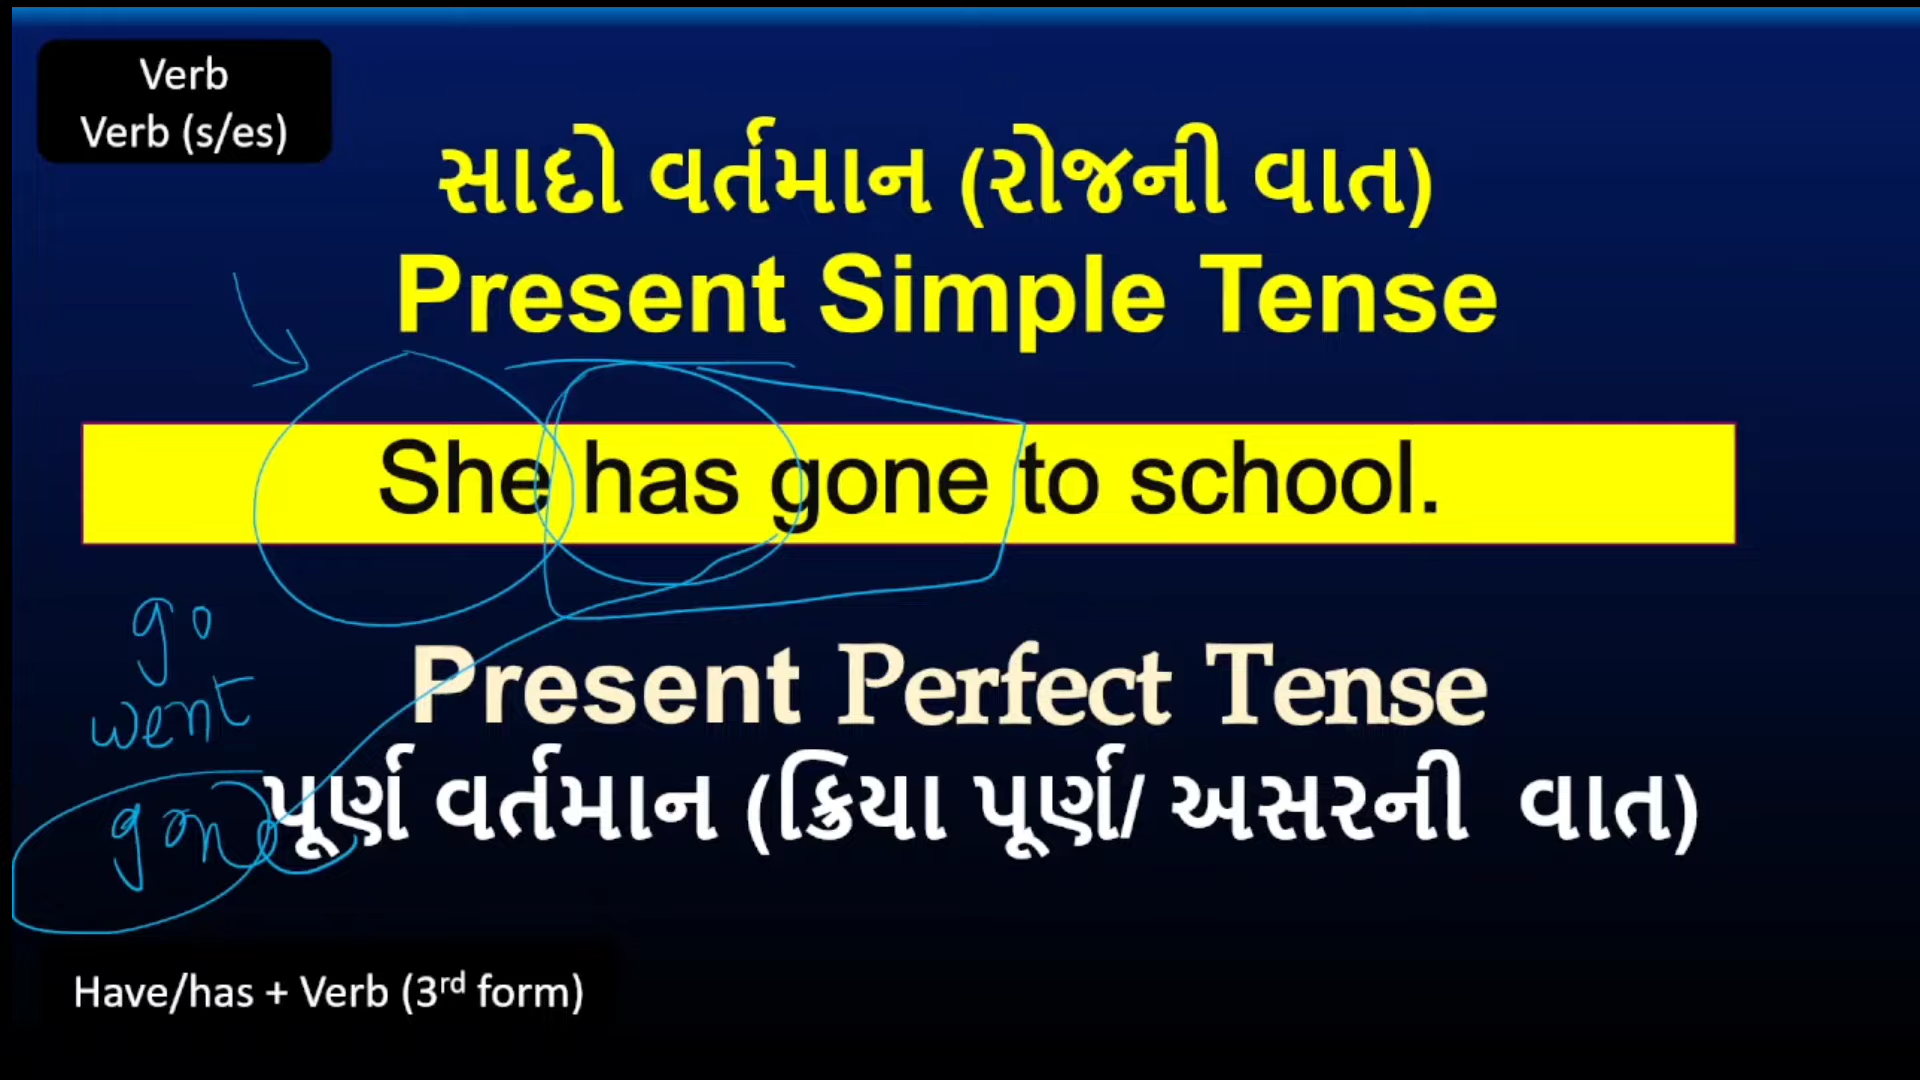 Verb
Verb (s/es)
સાદો વર્તમાન (રોજની વાત)
Present Simple Tense
She has gone to school.
go
went
gone
Present Perfect Tense
પૂર્ણ વર્તમાન (ક્રિયા પૂર્ણ/ અસરની વાત)
Have/has + Verb (3rd form)